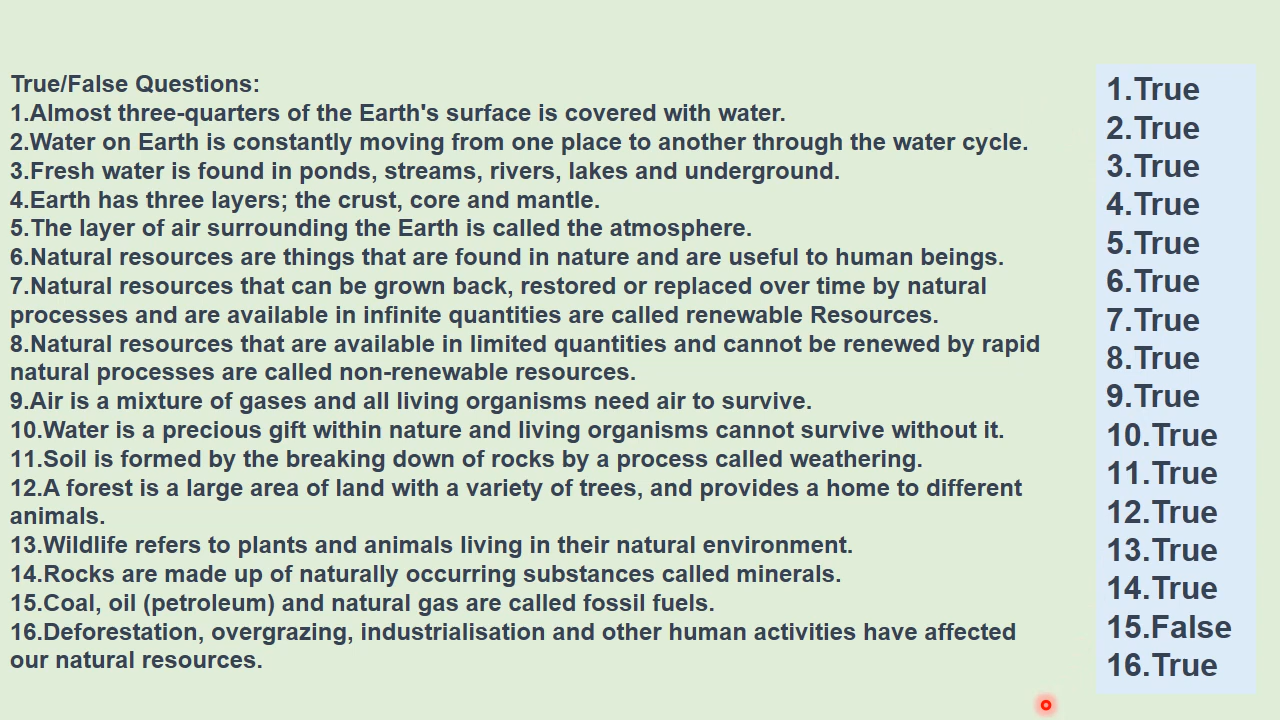 True/False Questions:
1.Almost three-quarters of the Earth's surface is covered with water.
2.Water on Earth is constantly moving from one place to another through the water cycle.
3.Fresh water is found in ponds, streams, rivers, lakes and underground.
4.Earth has three layers; the crust, core and mantle.
5.The layer of air surrounding the Earth is called the atmosphere.
6.Natural resources are things that are found in nature and are useful to human beings.
7.Natural resources that can be grown back, restored or replaced over time by natural
processes and are available in infinite quantities are called renewable Resources.
8.Natural resources that are available in limited quantities and cannot be renewed by rapid
natural processes are called non-renewable resources.
9.Air is a mixture of gases and all living organisms need air to survive.
10.Water is a precious gift within nature and living organisms cannot survive without it.
11.Soil is formed by the breaking down of rocks by a process called weathering.
12.A forest is a large area of land with a variety of trees, and provides a home to different
animals.
13.Wildlife refers to plants and animals living in their natural environment.
14.Rocks are made up of naturally occurring substances called minerals.
15.Coal, oil (petroleum) and natural gas are called fossil fuels.
16.Deforestation, overgrazing, industrialisation and other human activities have affected
our natural resources.
1.True
2.True
3.True
4.True
5.True
6.True
7.True
8.True
9.True
10.True
11.True
12.True
13.True
14.True
15.False
16.True